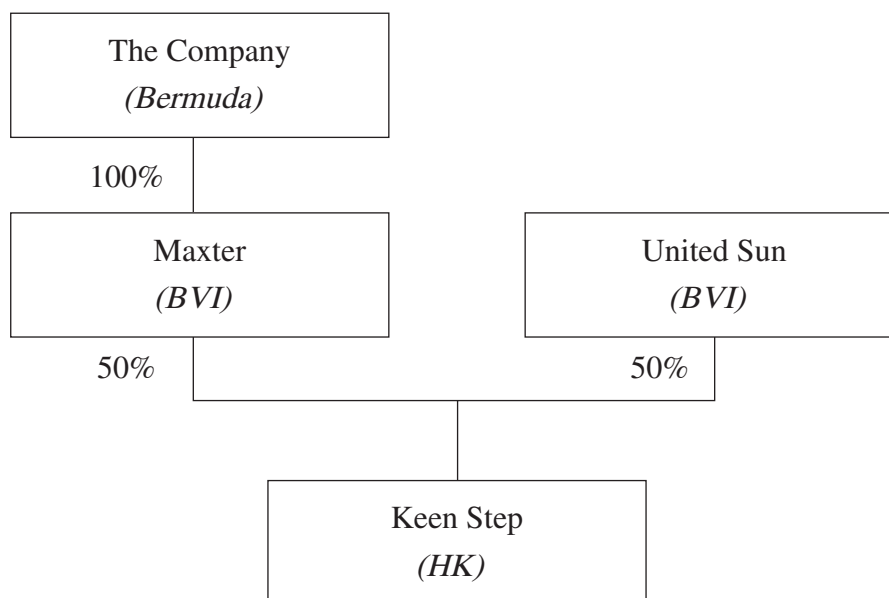 The Company
(Bermuda)
100%
Maxter
(BVI)
United Sun
(BVI)
50%
50%
Keen Step
(HK)